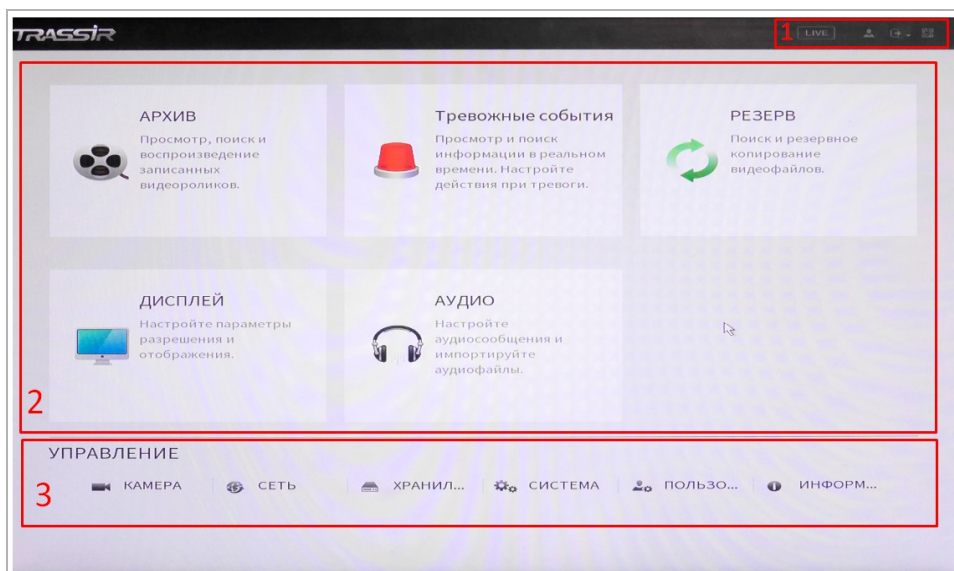 TRASSIR
1 LIVE
АРХИВ
Просмотр, поиск и
воспроизведение
записанных
видеороликов.
Тревожные события
Просмотр и поиск
информации в реальном
времени. Настройте
действия при тревоги.
РЕЗЕРВ
Поиск и резервное
копирование
видеофайлов.
ДИСПЛЕЙ
Настройте параметры
разрешения и
отображения.
АУДИО
Настройте
аудиосообщения и
импортируйте
аудиофайлы.
2
УПРАВЛЕНИЕ
3 КАМЕРА СЕТЬ ХРАНИЛ... СИСТЕМА ПОЛЬЗО... ИНФОРМ...